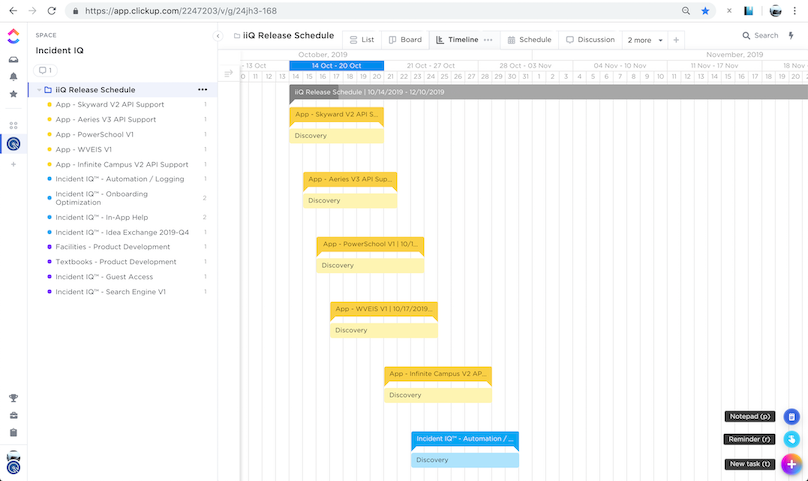 https://app.clickup.com/2247203/v/g/24jh3-168
SPACE
Incident IQ
1
iiQ Release Schedule
App - Skyward V2 API Support 1
App - Aeries V3 API Support 1
App - PowerSchool V1 1
App - WVEIS V1 1
App - Infinite Campus V2 API Support 1
Incident IQ™ - Automation / Logging 1
Incident IQ™ - Onboarding
Optimization 2
Incident IQ™ - In-App Help 2
Incident IQ™ - Idea Exchange 2019-Q4 1
Facilities - Product Development 1
Textbooks - Product Development 1
Incident IQ™ - Guest Access 1
Incident IQ™ - Search Engine V1 1
iiQ Release Schedule List Board Timeline Schedule Discussion 2 more + Search
October, 2019 November, 2019
- 13 Oct 14 Oct - 20 Oct 21 Oct - 27 Oct 28 Oct - 03 Nov 04 Nov - 10 Nov 11 Nov - 17 Nov 18 Nov
11 12 13 14 15 16 17 18 19 20 21 22 23 24 25 26 27 28 29 30 31 1 2 3 4 5 6 7 8 9 10 11 12 13 14 15 16 17 18 19 20
iiQ Release Schedule | 10/14/2019 - 12/10/2019
App - Skyward V2 API S...
Discovery
App - Aeries V3 API Sup...
Discovery
App - PowerSchool V1 | 10/1...
Discovery
App - WVEIS V1 | 10/17/2019...
Discovery
App - Infinite Campus V2 AP...
Discovery
Incident IQ™ - Automation / ...
Discovery
Notepad (p)
Reminder (r)
New task (t)